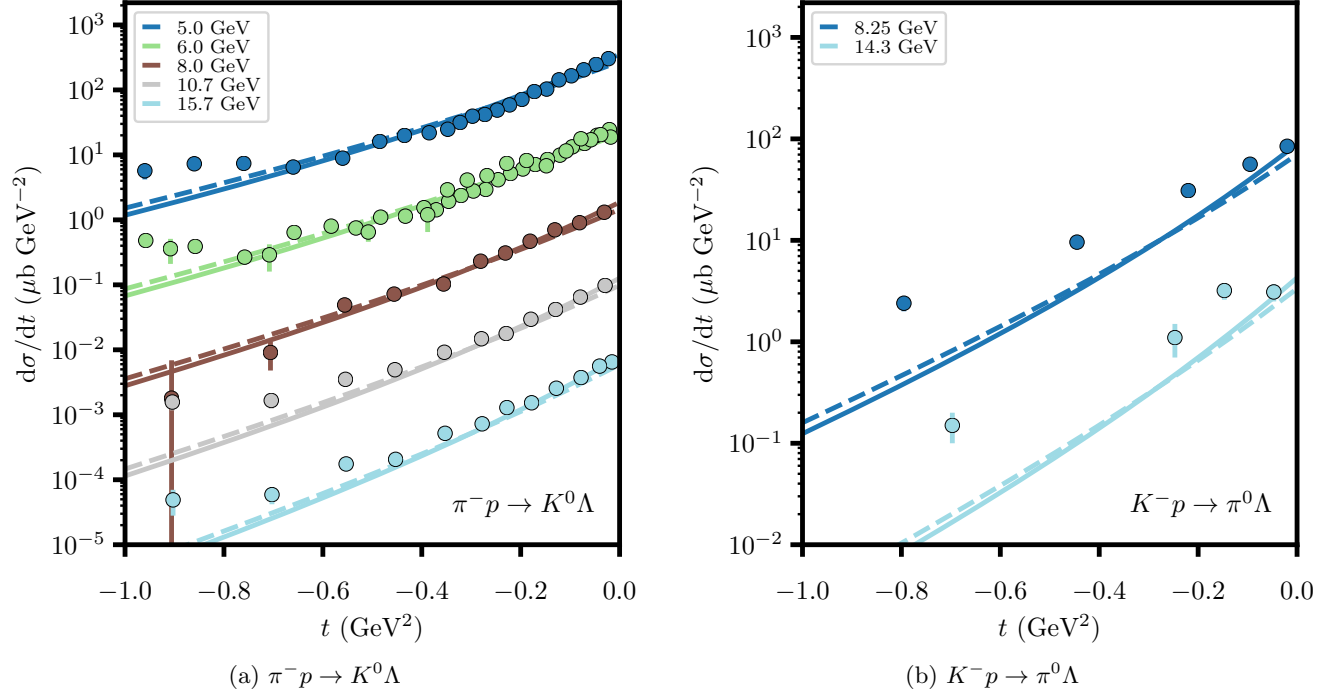 5.0 GeV
6.0 GeV
8.0 GeV
10.7 GeV
15.7 GeV
10³
10²
10¹
10⁰
10⁻¹
10⁻²
10⁻³
10⁻⁴
10⁻⁵
dσ/dt (μb GeV⁻²)
π⁻p → K⁰Λ
−1.0 −0.8 −0.6 −0.4 −0.2 0.0
t (GeV²)
(a) π⁻p → K⁰Λ
8.25 GeV
14.3 GeV
10³
10²
10¹
10⁰
10⁻¹
10⁻²
dσ/dt (μb GeV⁻²)
K⁻p → π⁰Λ
−1.0 −0.8 −0.6 −0.4 −0.2 0.0
t (GeV²)
(b) K⁻p → π⁰Λ